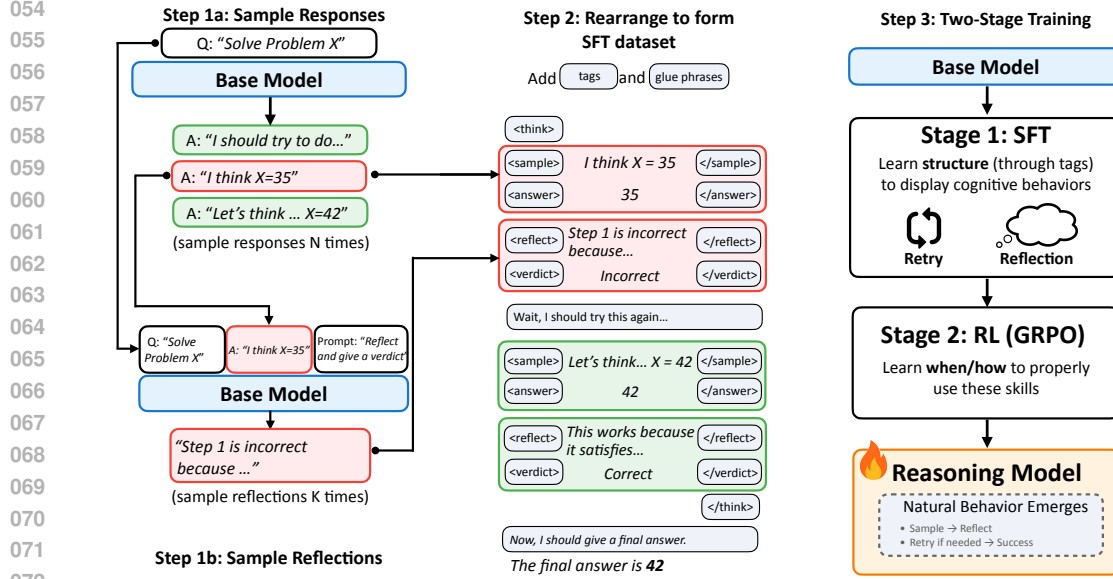 054
055
056
057
058
059
060
061
062
063
064
065
066
067
068
069
070
071
Step 1a: Sample Responses
Q: “Solve Problem X”
Base Model
A: “I should try to do…”
A: “I think X=35”
A: “Let’s think … X=42”
(sample responses N times)
Q: “Solve
Problem X”
A: “I think X=35”
Prompt: “Reflect
and give a verdict”
Base Model
“Step 1 is incorrect
because …”
(sample reflections K times)
Step 1b: Sample Reflections
Step 2: Rearrange to form
SFT dataset
Add tags and glue phrases
<think>
<sample> I think X = 35 </sample>
<answer> 35 </answer>
<reflect> Step 1 is incorrect
because… </reflect>
<verdict> Incorrect </verdict>
Wait, I should try this again…
<sample> Let’s think… X = 42 </sample>
<answer> 42 </answer>
<reflect> This works because
it satisfies… </reflect>
<verdict> Correct </verdict>
</think>
Now, I should give a final answer.
The final answer is 42
Step 3: Two-Stage Training
Base Model
Stage 1: SFT
Learn structure (through tags)
to display cognitive behaviors
Retry Reflection
Stage 2: RL (GRPO)
Learn when/how to properly
use these skills
Reasoning Model
Natural Behavior Emerges
• Sample → Reflect
• Retry if needed → Success